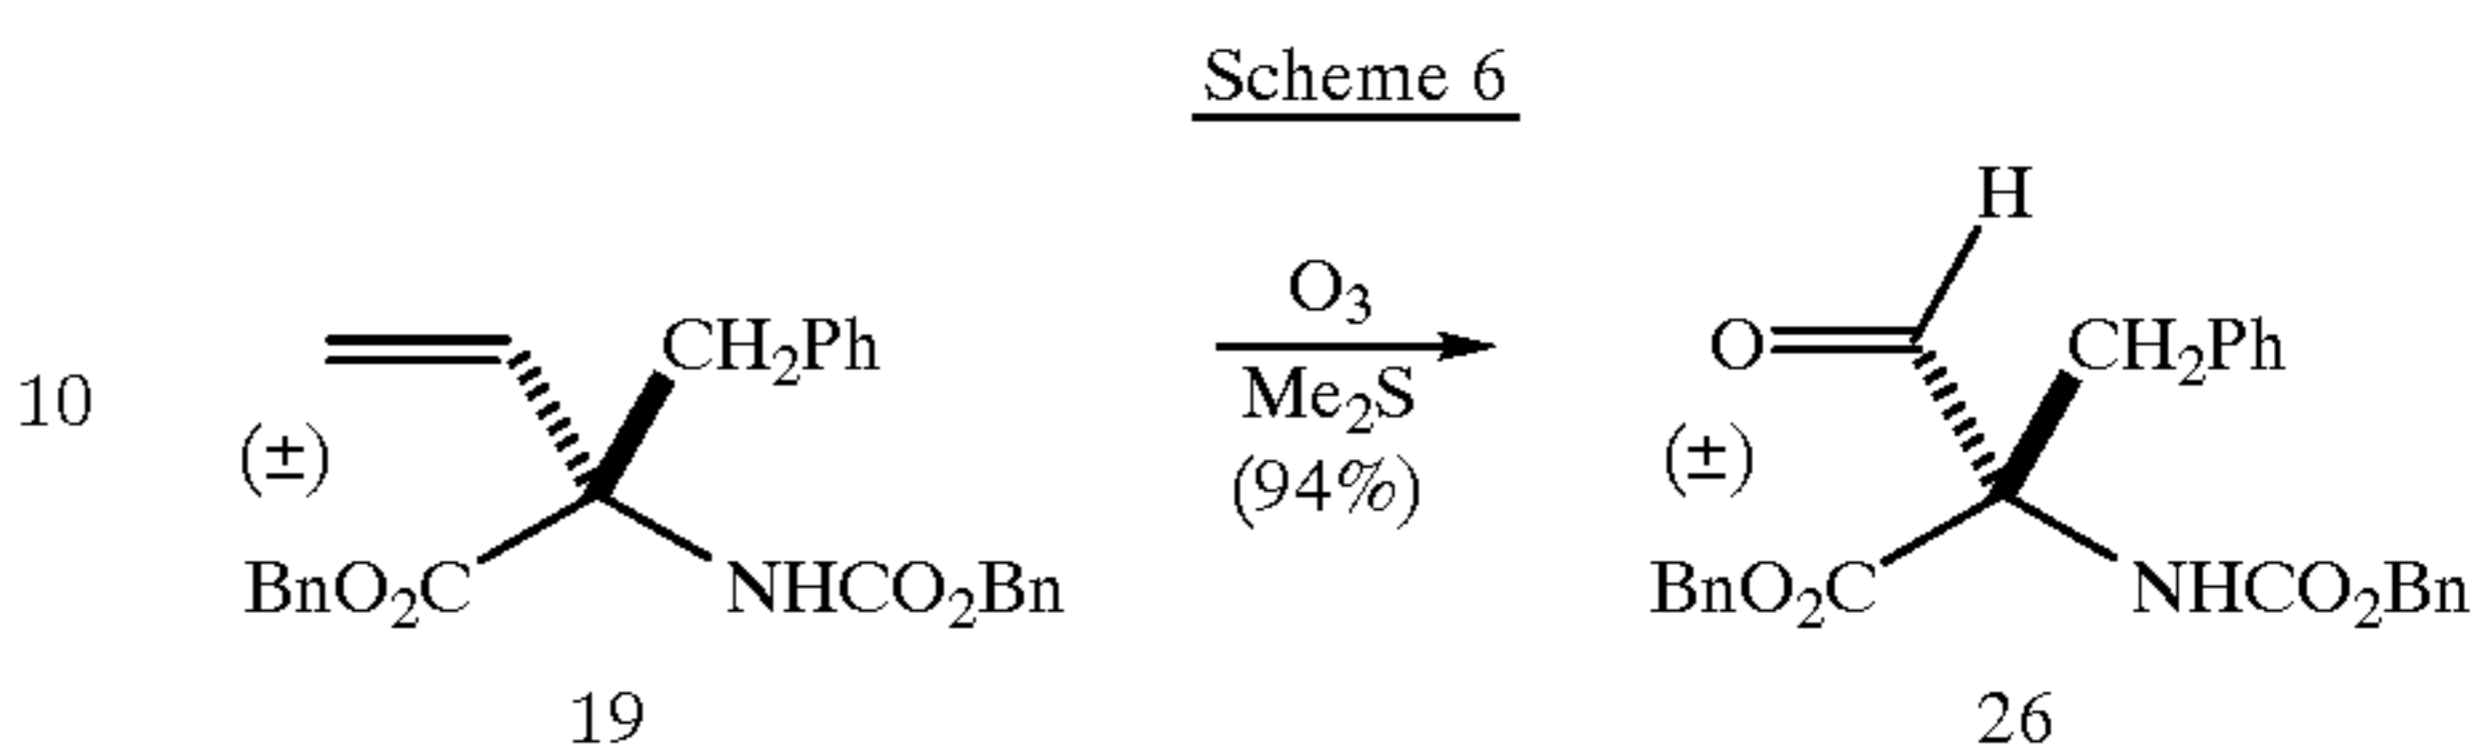 Scheme 6
H
O₃
O
CH₂Ph
CH₂Ph
10
Me₂S
(±)
(±)
(94%)
BnO₂C
NHCO₂Bn
BnO₂C
NHCO₂Bn
19
26